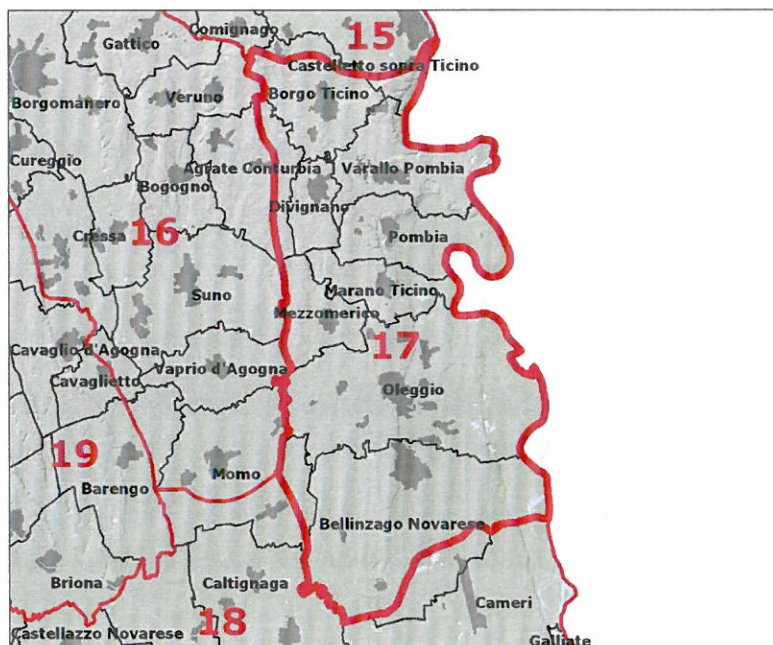 Comignago
15
Gattico
Castelletto sopra Ticino
Borgomanero
Veruno
Borgo Ticino
Cureggio
Agrate Conturbia
Varallo Pombia
Bogogno
Divignano
Cressa
16
Pombia
Suno
Marano Ticino
Mezzomerico
17
Cavaglio d'Agogna
Vaprio d'Agogna
Cavaglietto
Oleggio
19
Momo
Barengo
Bellinzago Novarese
Briona
Caltignaga
Cameri
18
Castellazzo Novarese
Galliate